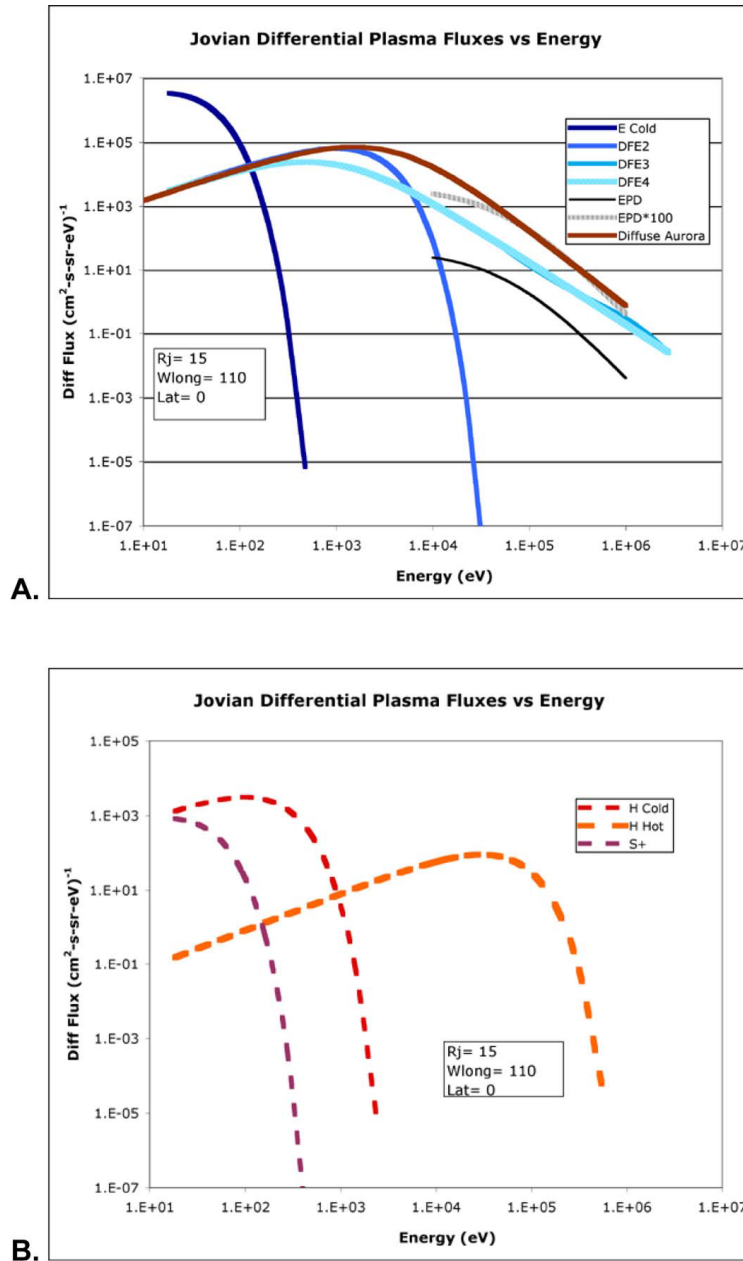 Jovian Differential Plasma Fluxes vs Energy
1.E+07
1.E+05
1.E+03
1.E+01
1.E-01
1.E-03
1.E-05
1.E-07
Diff Flux (cm²-s-sr-eV)⁻¹
E Cold
DFE2
DFE3
DFE4
EPD
EPD*100
Diffuse Aurora
Rj= 15
Wlong= 110
Lat= 0
1.E+01 1.E+02 1.E+03 1.E+04 1.E+05 1.E+06 1.E+07
Energy (eV)
A.
Jovian Differential Plasma Fluxes vs Energy
1.E+05
1.E+03
1.E+01
1.E-01
1.E-03
1.E-05
1.E-07
Diff Flux (cm²-s-sr-eV)⁻¹
H Cold
H Hot
S+
Rj= 15
Wlong= 110
Lat= 0
1.E+01 1.E+02 1.E+03 1.E+04 1.E+05 1.E+06 1.E+07
Energy (eV)
B.